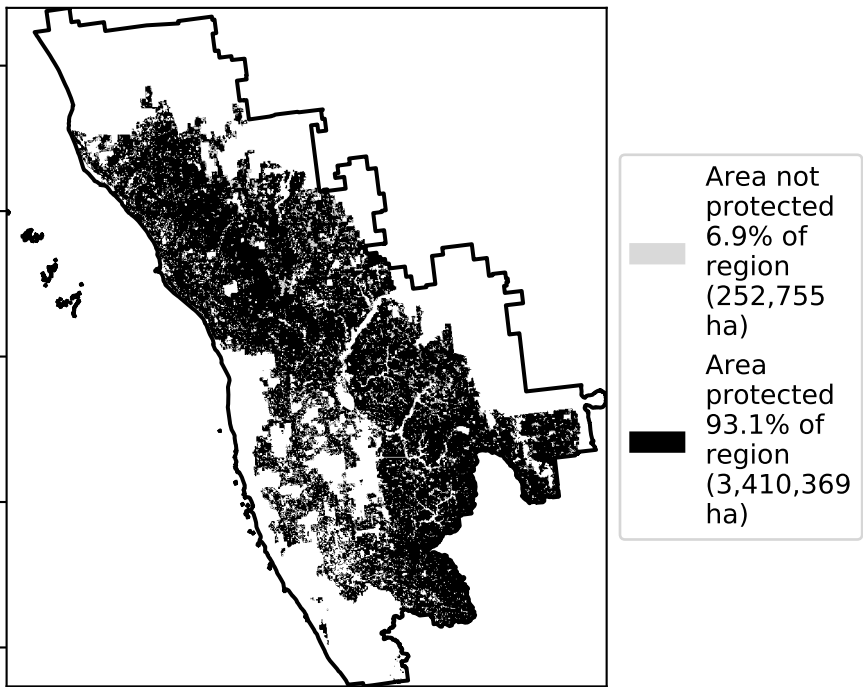 Area not
protected
6.9% of
region
(252,755
ha)
Area
protected
93.1% of
region
(3,410,369
ha)